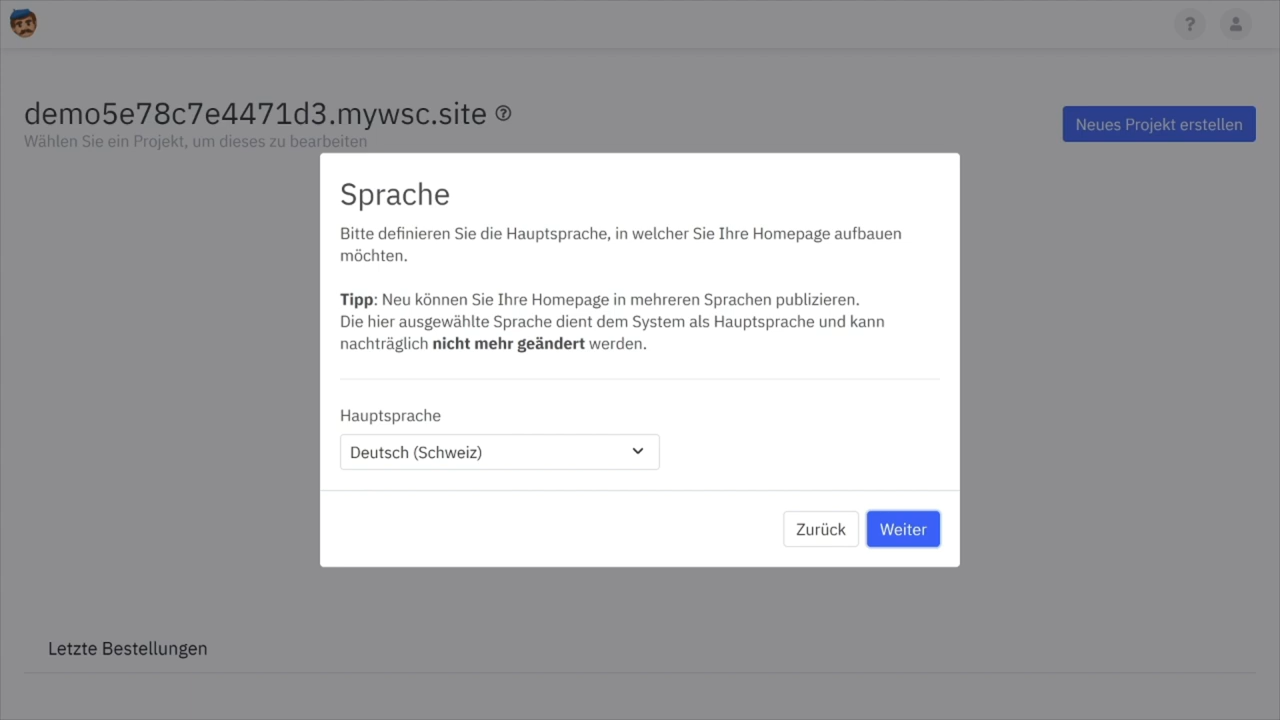 demo5e78c7e4471d3.mywsc.site
Wählen Sie ein Projekt, um dieses zu bearbeiten
Neues Projekt erstellen
Sprache
Bitte definieren Sie die Hauptsprache, in welcher Sie Ihre Homepage aufbauen
möchten.
Tipp: Neu können Sie Ihre Homepage in mehreren Sprachen publizieren.
Die hier ausgewählte Sprache dient dem System als Hauptsprache und kann
nachträglich nicht mehr geändert werden.
Hauptsprache
Deutsch (Schweiz)
Zurück
Weiter
Letzte Bestellungen